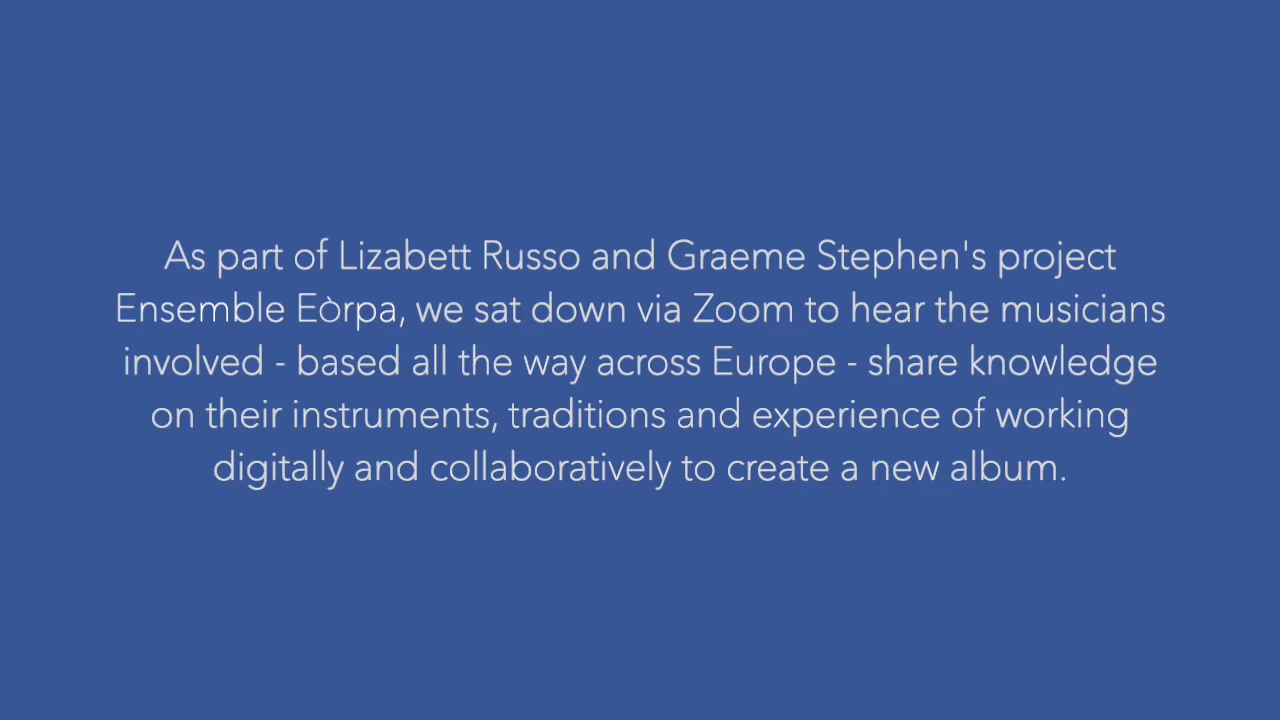 As part of Lizabett Russo and Graeme Stephen's project
Ensemble Eòrpa, we sat down via Zoom to hear the musicians
involved - based all the way across Europe - share knowledge
on their instruments, traditions and experience of working
digitally and collaboratively to create a new album.